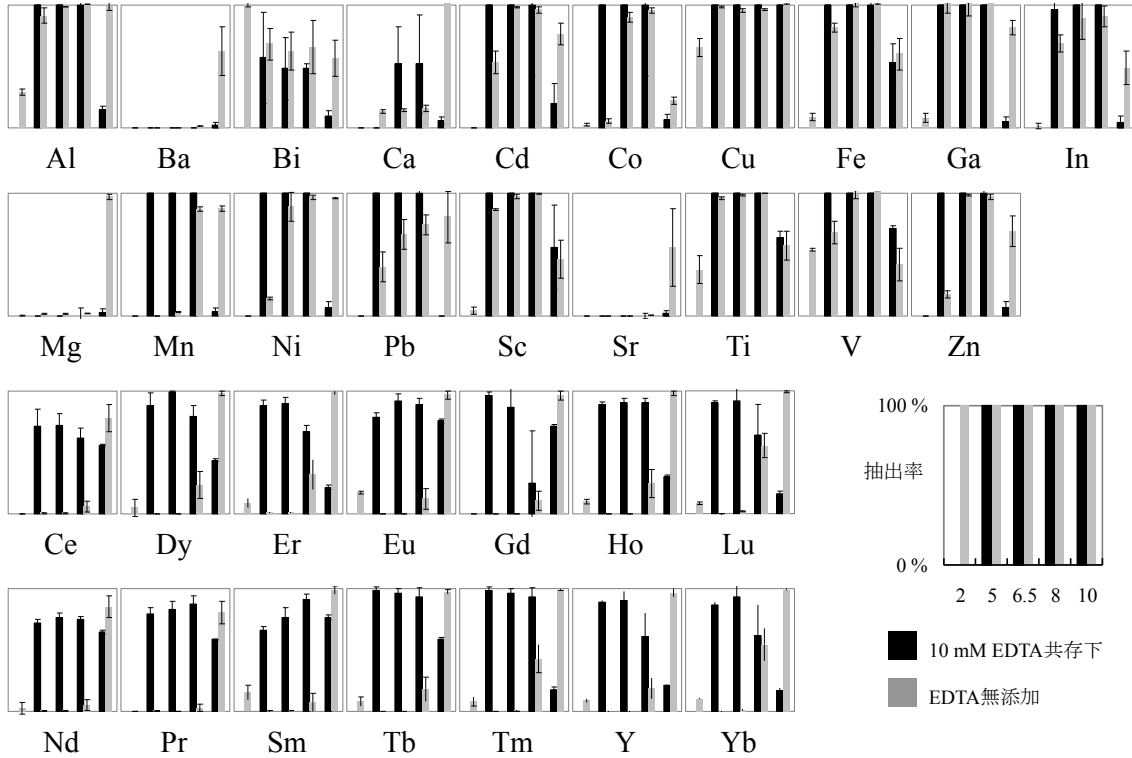 Al Ba Bi Ca Cd Co Cu Fe Ga In
Mg Mn Ni Pb Sc Sr Ti V Zn
100 %
抽出率
0 %
2 5 6.5 8 10
Ce Dy Er Eu Gd Ho Lu
10 mM EDTA共存下
EDTA無添加
Nd Pr Sm Tb Tm Y Yb